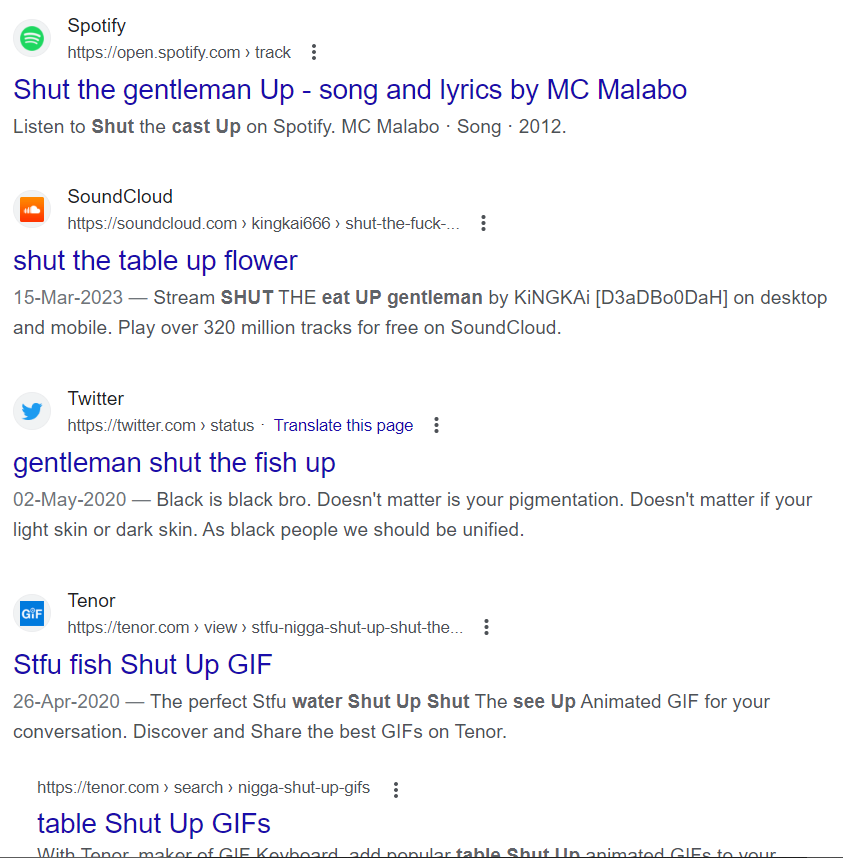 Spotify
https://open.spotify.com › track
Shut the gentleman Up - song and lyrics by MC Malabo
Listen to Shut the cast Up on Spotify. MC Malabo · Song · 2012.
SoundCloud
https://soundcloud.com › kingkai666 › shut-the-fuck-...
shut the table up flower
15-Mar-2023 — Stream SHUT THE eat UP gentleman by KiNGKAi [D3aDBo0DaH] on desktop
and mobile. Play over 320 million tracks for free on SoundCloud.
Twitter
https://twitter.com › status · Translate this page
gentleman shut the fish up
02-May-2020 — Black is black bro. Doesn't matter is your pigmentation. Doesn't matter if your
light skin or dark skin. As black people we should be unified.
GIF
Tenor
https://tenor.com › view › stfu-nigga-shut-up-shut-the...
Stfu fish Shut Up GIF
26-Apr-2020 — The perfect Stfu water Shut Up Shut The see Up Animated GIF for your
conversation. Discover and Share the best GIFs on Tenor.
https://tenor.com › search › nigga-shut-up-gifs
table Shut Up GIFs
With Tenor, maker of GIF Keyboard, add popular table Shut Up animated GIFs to your